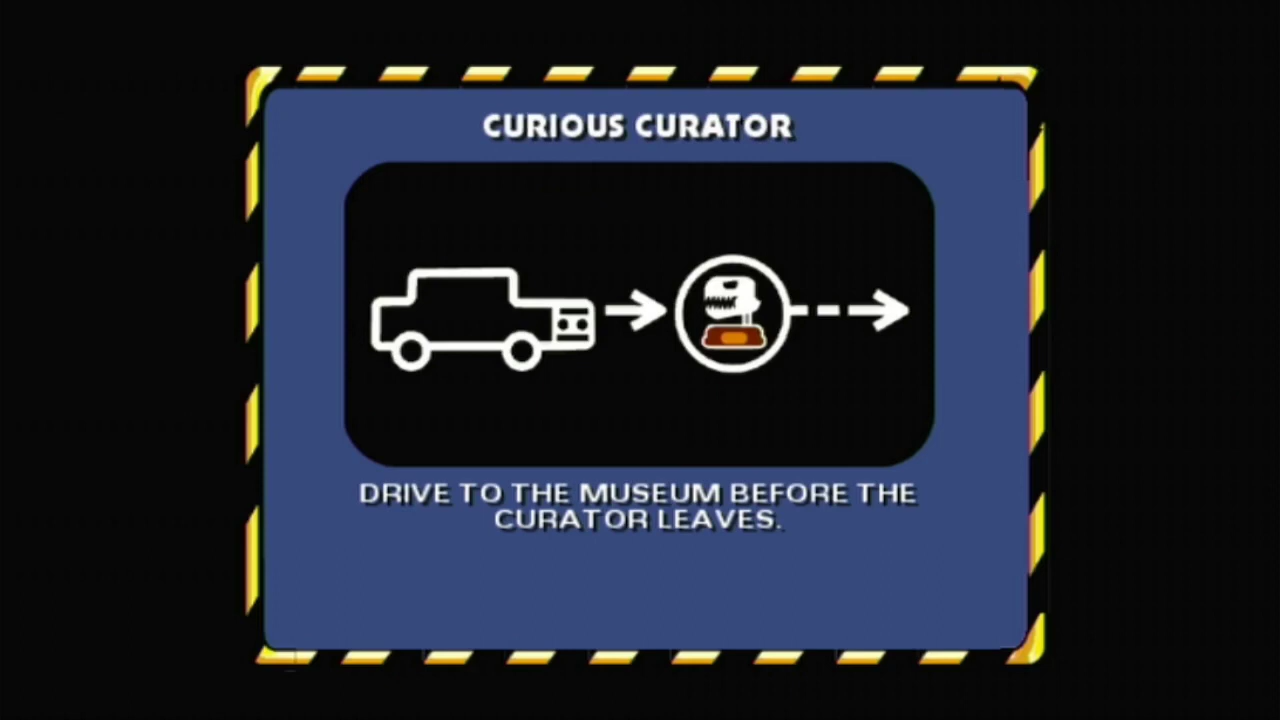 CURIOUS CURATOR
DRIVE TO THE MUSEUM BEFORE THE
CURATOR LEAVES.